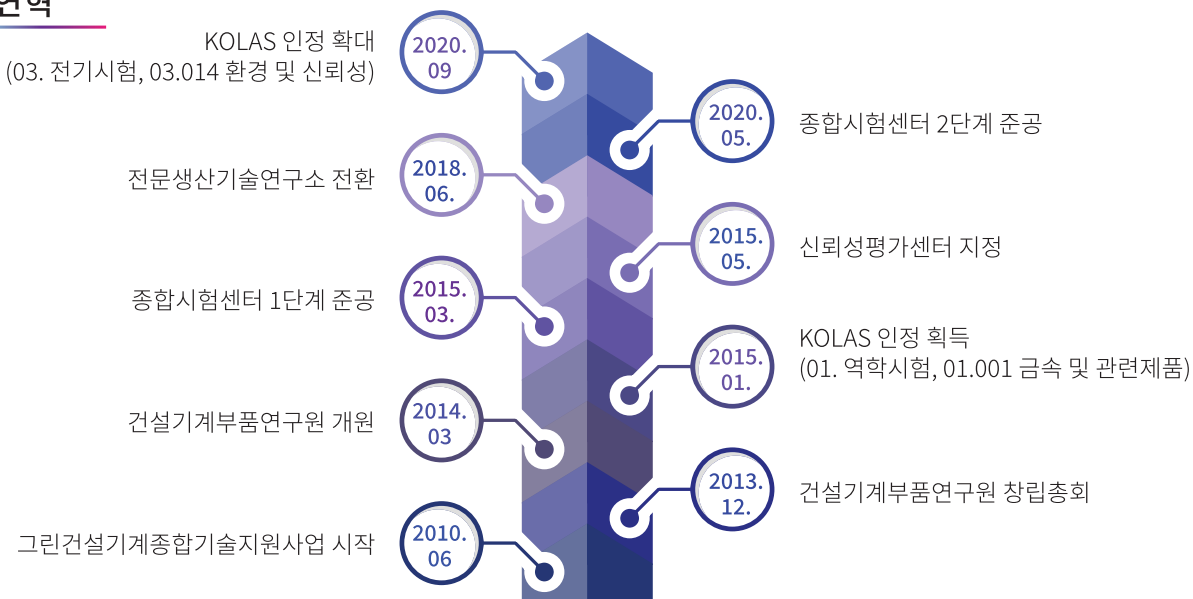 연혁
KOLAS 인정 확대
(03. 전기시험, 03.014 환경 및 신뢰성)
2020.
09
2020.
05.
종합시험센터 2단계 준공
전문생산기술연구소 전환
2018.
06.
2015.
05.
신뢰성평가센터 지정
종합시험센터 1단계 준공
2015.
03.
2015.
01.
KOLAS 인정 획득
(01. 역학시험, 01.001 금속 및 관련제품)
건설기계부품연구원 개원
2014.
03
2013.
12.
건설기계부품연구원 창립총회
그린건설기계종합기술지원사업 시작
2010.
06